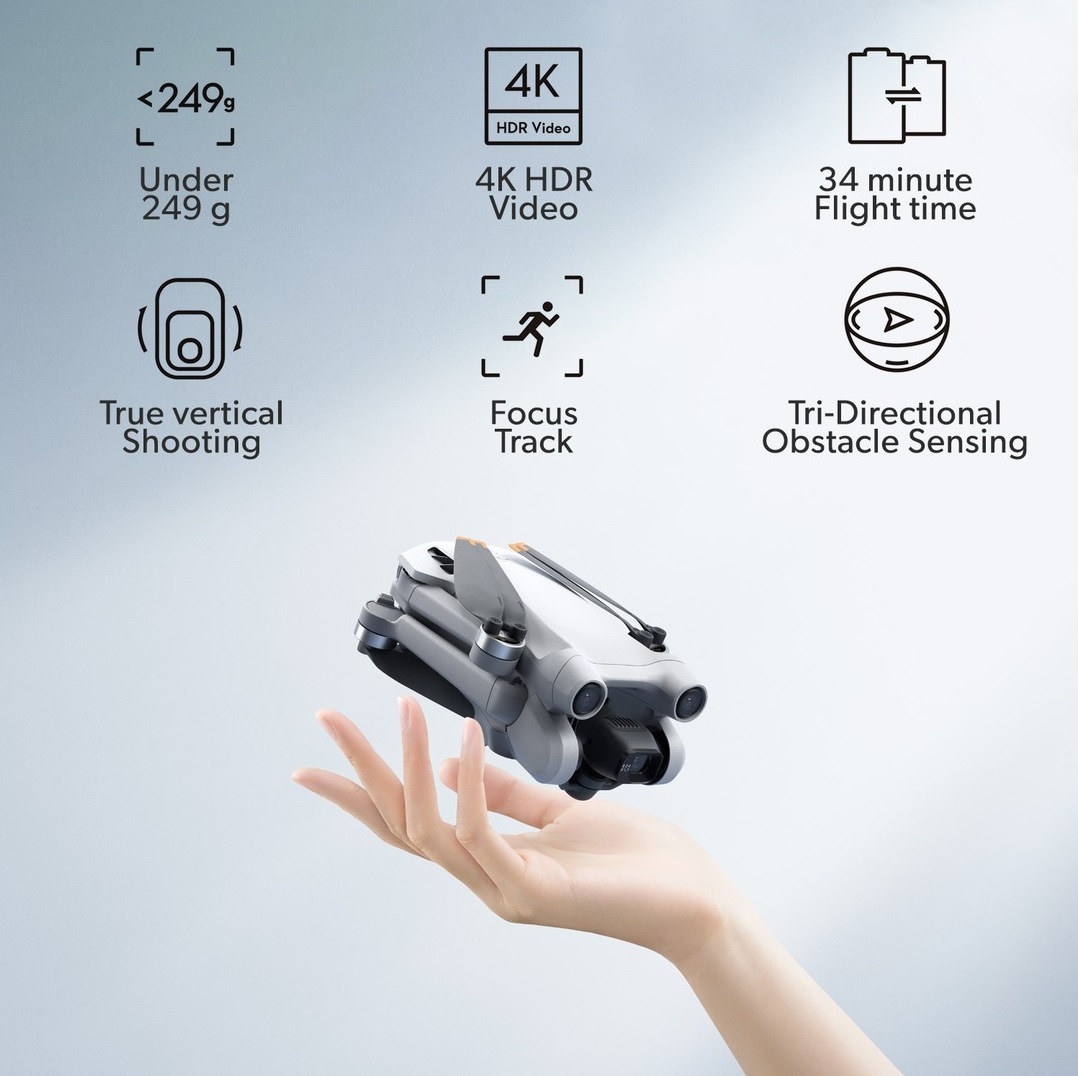 <249g
4K
HDR Video
Under
249 g
4K HDR
Video
34 minute
Flight time
True vertical
Shooting
Focus
Track
Tri-Directional
Obstacle Sensing